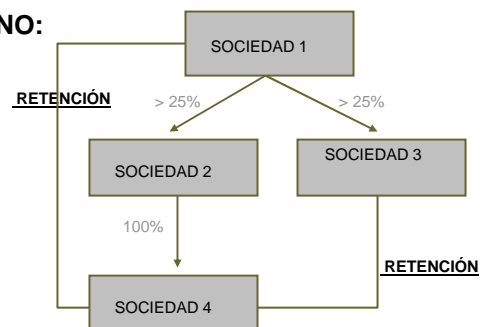 NO:
SOCIEDAD 1
RETENCIÓN
> 25%
> 25%
SOCIEDAD 2
SOCIEDAD 3
100%
RETENCIÓN
SOCIEDAD 4